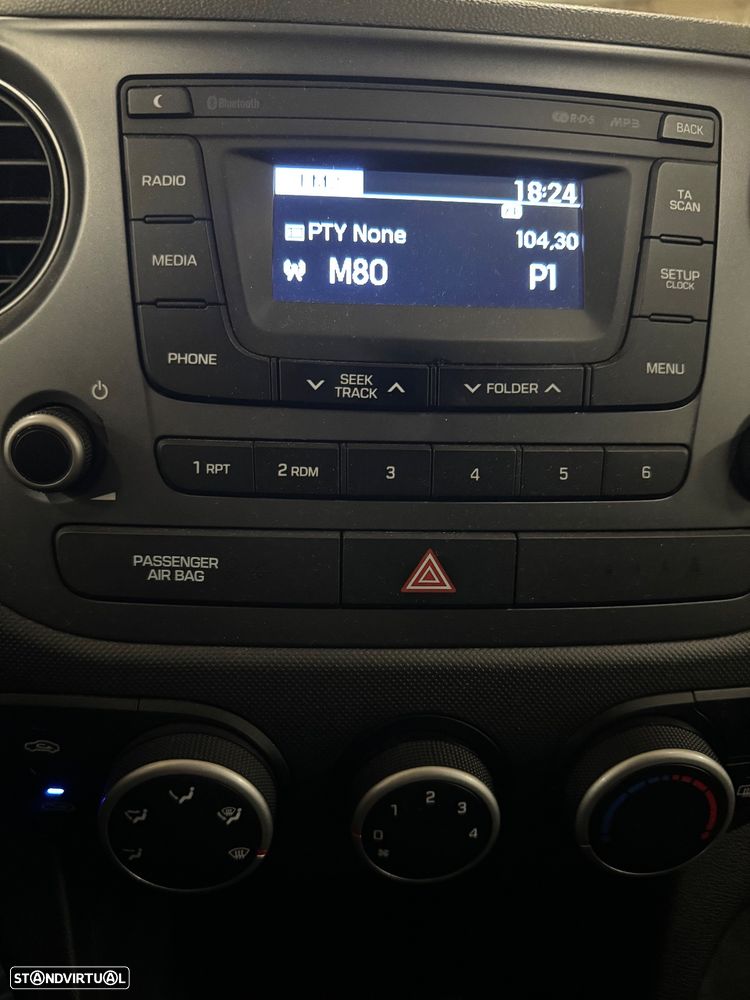 Bluetooth
R·D·S MP3
BACK
RADIO
MEDIA
PHONE
18:24
PTY None 104,30
M80 P1
TA
SCAN
SETUP
CLOCK
MENU
SEEK
TRACK
FOLDER
1 RPT
2 RDM
3
4
5
6
PASSENGER
AIR BAG
0
1
2
3
4
STANDVIRTUAL